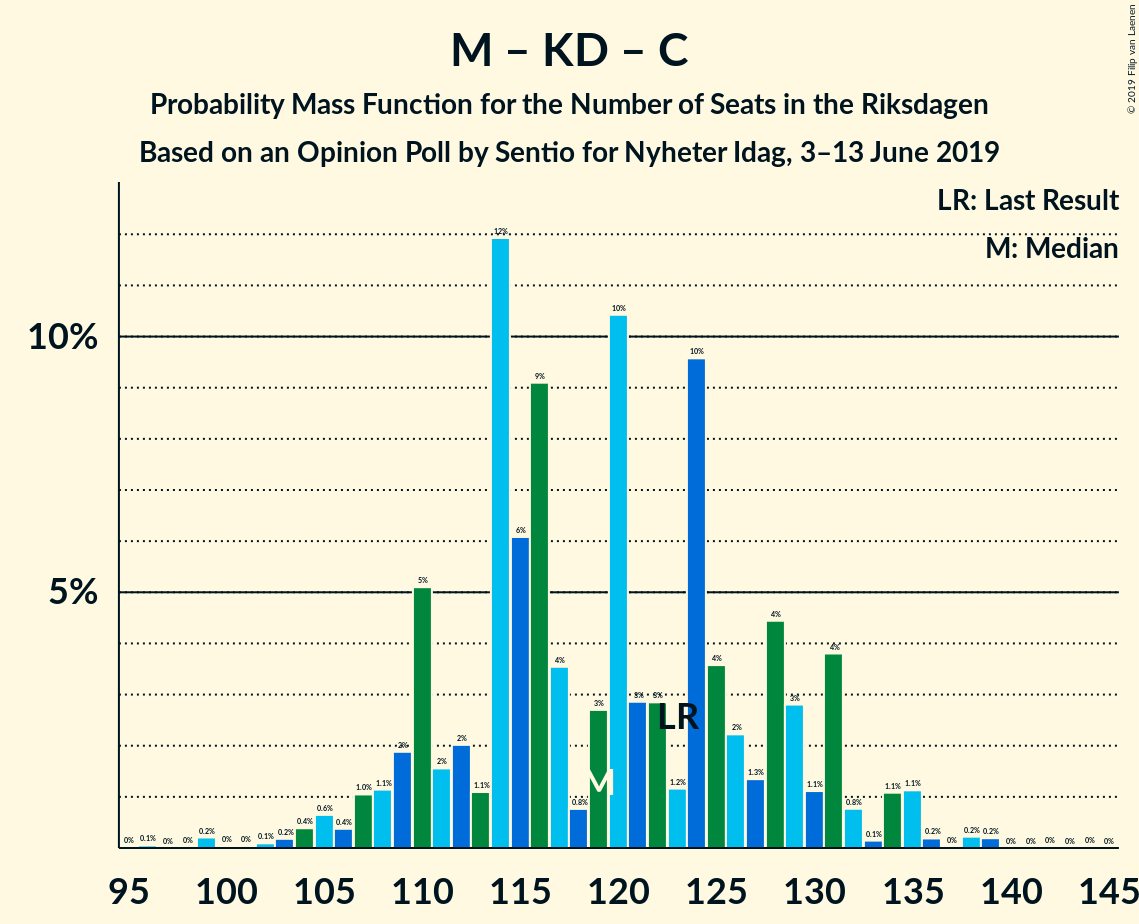 M – KD – C
Probability Mass Function for the Number of Seats in the Riksdagen
Based on an Opinion Poll by Sentio for Nyheter Idag, 3–13 June 2019
© 2019 Filip van Laenen
LR: Last Result
M: Median
10%
5%
0% 0.1% 0% 0% 0.2% 0% 0% 0.1% 0.2% 0.4% 0.6% 0.4% 1.0% 1.1% 2% 5% 2% 2% 1.1% 12% 6% 9% 4% 0.8% 3% 10% 3% 3% 1.2% 10% 4% 2% 1.3% 4% 3% 1.1% 4% 0.8% 0.1% 1.1% 1.1% 0.2% 0% 0.2% 0.2% 0% 0% 0% 0% 0% 0%
LR
M
95 100 105 110 115 120 125 130 135 140 145